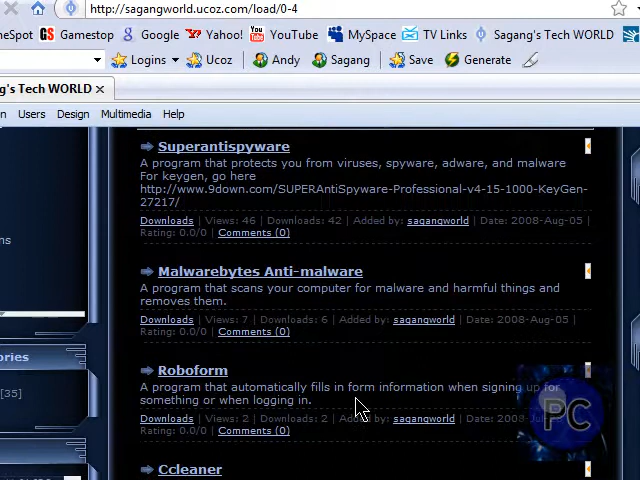 http://sagangworld.ucoz.com/load/0-4
neSpot GS Gamestop Google Yahoo! YouTube MySpace TV Links Sagang's Tech WORLD
Logins Ucoz Andy Sagang Save Generate
's Tech WORLD
n Users Design Multimedia Help
Superantispyware
A program that protects you from viruses, spyware, adware, and malware
For keygen, go here
http://www.9down.com/SUPERAntiSpyware-Professional-v4-15-1000-KeyGen-
27217/
Downloads | Views: 46 | Downloads: 42 | Added by: sagangworld | Date: 2008-Aug-05 |
Rating: 0.0/0 | Comments (0)
Malwarebytes Anti-malware
A program that scans your computer for malware and harmful things and
ns
removes them.
Downloads | Views: 7 | Downloads: 6 | Added by: sagangworld | Date: 2008-Aug-05 |
Rating: 0.0/0 | Comments (0)
ories
Roboform
A program that automatically fills in form information when signing up for
[35]
something or when logging in.
Downloads | Views: 2 | Downloads: 2 | Added by: sagangworld | Date: 2008-Jul
Rating: 0.0/0 | Comments (0)
PC
Ccleaner